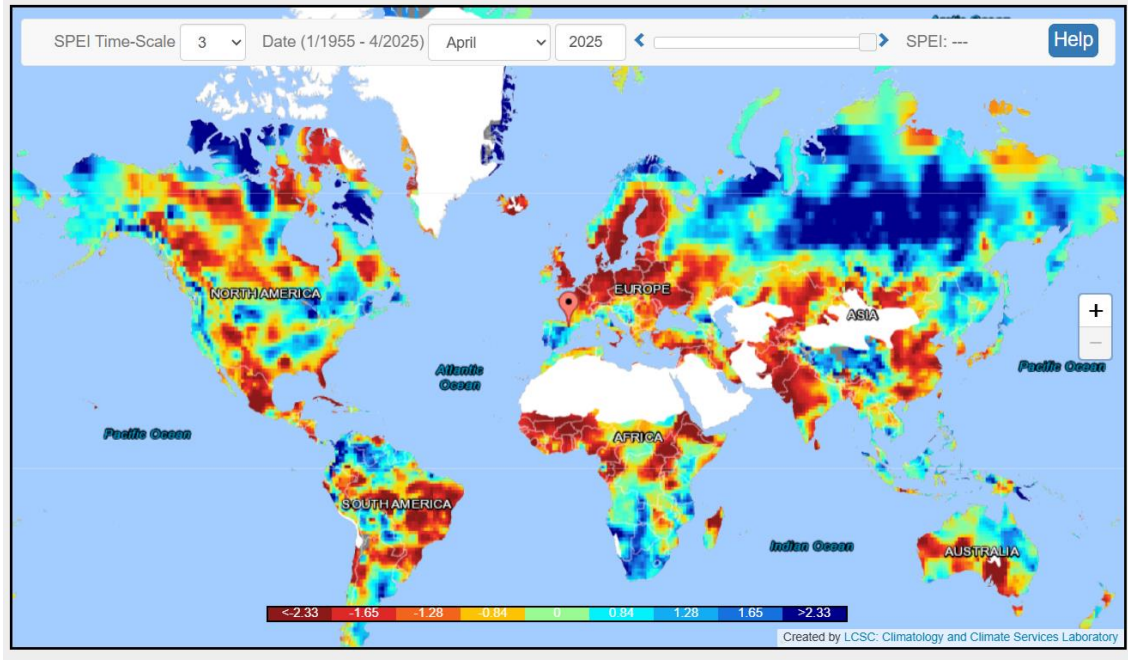 Arctic Ocean
SPEI Time-Scale 3 Date (1/1955 - 4/2025) April 2025 SPEI: --- Help
NORTH AMERICA
EUROPE
ASIA
+
−
Atlantic
Ocean
Pacific Ocean
Pacific Ocean
AFRICA
SOUTH AMERICA
Indian Ocean
AUSTRALIA
<-2.33 -1.65 -1.28 -0.84 0 0.84 1.28 1.65 >2.33
Created by LCSC: Climatology and Climate Services Laboratory